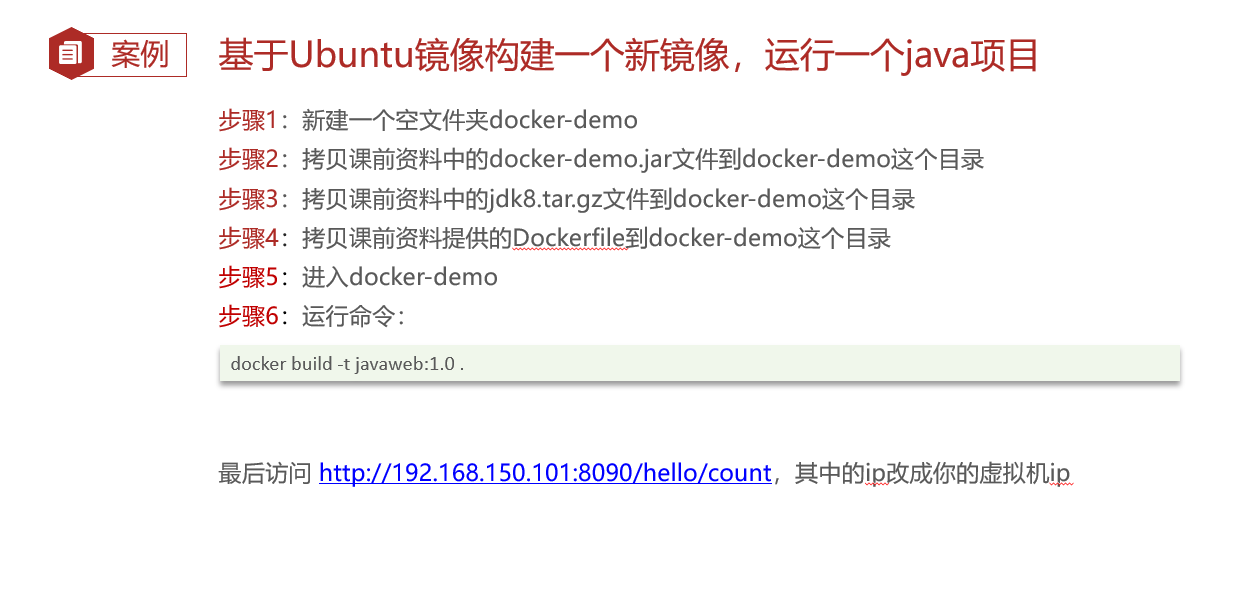 案例
基于Ubuntu镜像构建一个新镜像，运行一个java项目
步骤1：新建一个空文件夹docker-demo
步骤2：拷贝课前资料中的docker-demo.jar文件到docker-demo这个目录
步骤3：拷贝课前资料中的jdk8.tar.gz文件到docker-demo这个目录
步骤4：拷贝课前资料提供的Dockerfile到docker-demo这个目录
步骤5：进入docker-demo
步骤6：运行命令：
docker build -t javaweb:1.0 .
最后访问 http://192.168.150.101:8090/hello/count，其中的ip改成你的虚拟机ip